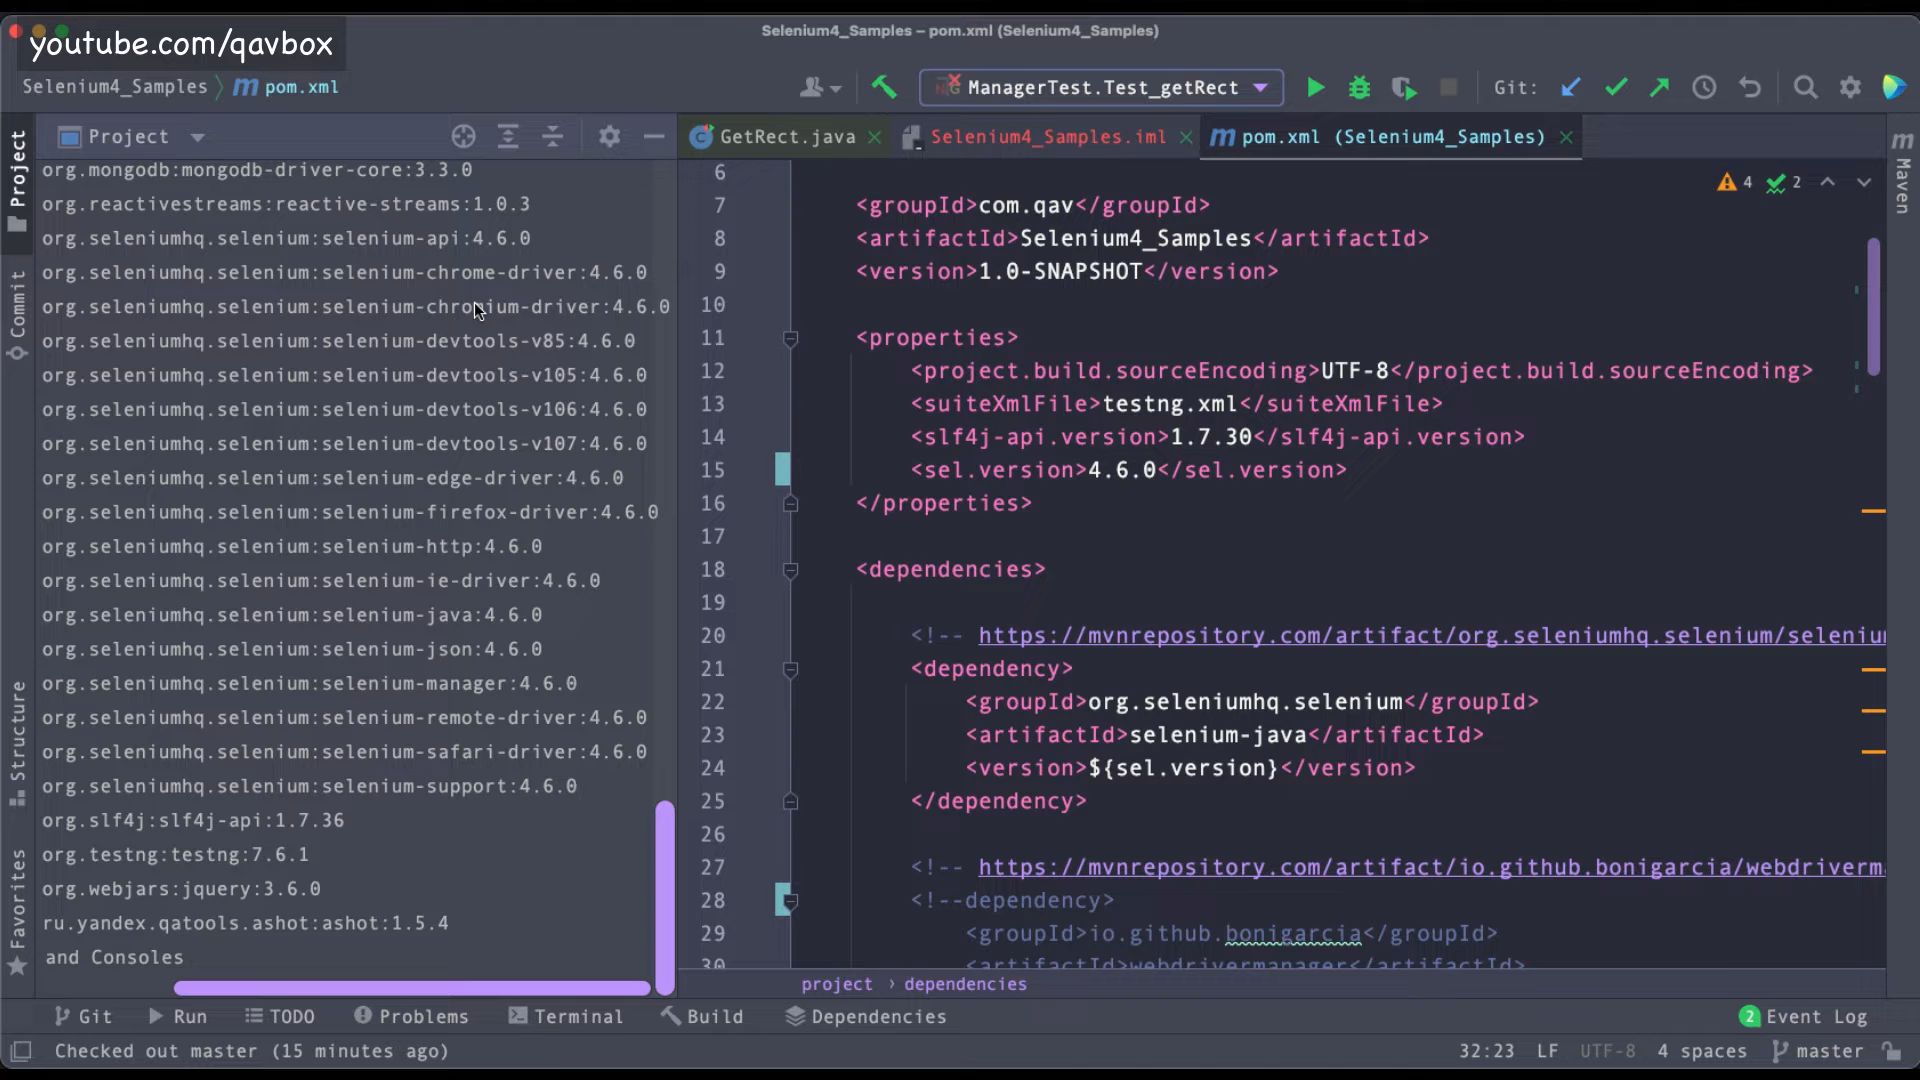 Selenium4_Samples – pom.xml (Selenium4_Samples)
youtube.com/qavbox
Selenium4_Samples
pom.xml
ManagerTest.Test_getRect
Git:
Project
GetRect.java
Selenium4_Samples.iml
pom.xml (Selenium4_Samples)
Project
Commit
Structure
Favorites
Maven
4
2
org.mongodb:mongodb-driver-core:3.3.0
org.reactivestreams:reactive-streams:1.0.3
org.seleniumhq.selenium:selenium-api:4.6.0
org.seleniumhq.selenium:selenium-chrome-driver:4.6.0
org.seleniumhq.selenium:selenium-chromium-driver:4.6.0
org.seleniumhq.selenium:selenium-devtools-v85:4.6.0
org.seleniumhq.selenium:selenium-devtools-v105:4.6.0
org.seleniumhq.selenium:selenium-devtools-v106:4.6.0
org.seleniumhq.selenium:selenium-devtools-v107:4.6.0
org.seleniumhq.selenium:selenium-edge-driver:4.6.0
org.seleniumhq.selenium:selenium-firefox-driver:4.6.0
org.seleniumhq.selenium:selenium-http:4.6.0
org.seleniumhq.selenium:selenium-ie-driver:4.6.0
org.seleniumhq.selenium:selenium-java:4.6.0
org.seleniumhq.selenium:selenium-json:4.6.0
org.seleniumhq.selenium:selenium-manager:4.6.0
org.seleniumhq.selenium:selenium-remote-driver:4.6.0
org.seleniumhq.selenium:selenium-safari-driver:4.6.0
org.seleniumhq.selenium:selenium-support:4.6.0
org.slf4j:slf4j-api:1.7.36
org.testng:testng:7.6.1
org.webjars:jquery:3.6.0
ru.yandex.qatools.ashot:ashot:1.5.4
and Consoles
6
7 <groupId>com.qav</groupId>
8 <artifactId>Selenium4_Samples</artifactId>
9 <version>1.0-SNAPSHOT</version>
10
11 <properties>
12 <project.build.sourceEncoding>UTF-8</project.build.sourceEncoding>
13 <suiteXmlFile>testng.xml</suiteXmlFile>
14 <slf4j-api.version>1.7.30</slf4j-api.version>
15 <sel.version>4.6.0</sel.version>
16 </properties>
17
18 <dependencies>
19
20 <!-- https://mvnrepository.com/artifact/org.seleniumhq.selenium/seleniu
21 <dependency>
22 <groupId>org.seleniumhq.selenium</groupId>
23 <artifactId>selenium-java</artifactId>
24 <version>${sel.version}</version>
25 </dependency>
26
27 <!-- https://mvnrepository.com/artifact/io.github.bonigarcia/webdriverm
28 <!--dependency>
29 <groupId>io.github.bonigarcia</groupId>
30 <artifactId>webdrivermanager</artifactId>
project › dependencies
Git Run TODO Problems Terminal Build Dependencies 2 Event Log
Checked out master (15 minutes ago) 32:23 LF UTF-8 4 spaces master